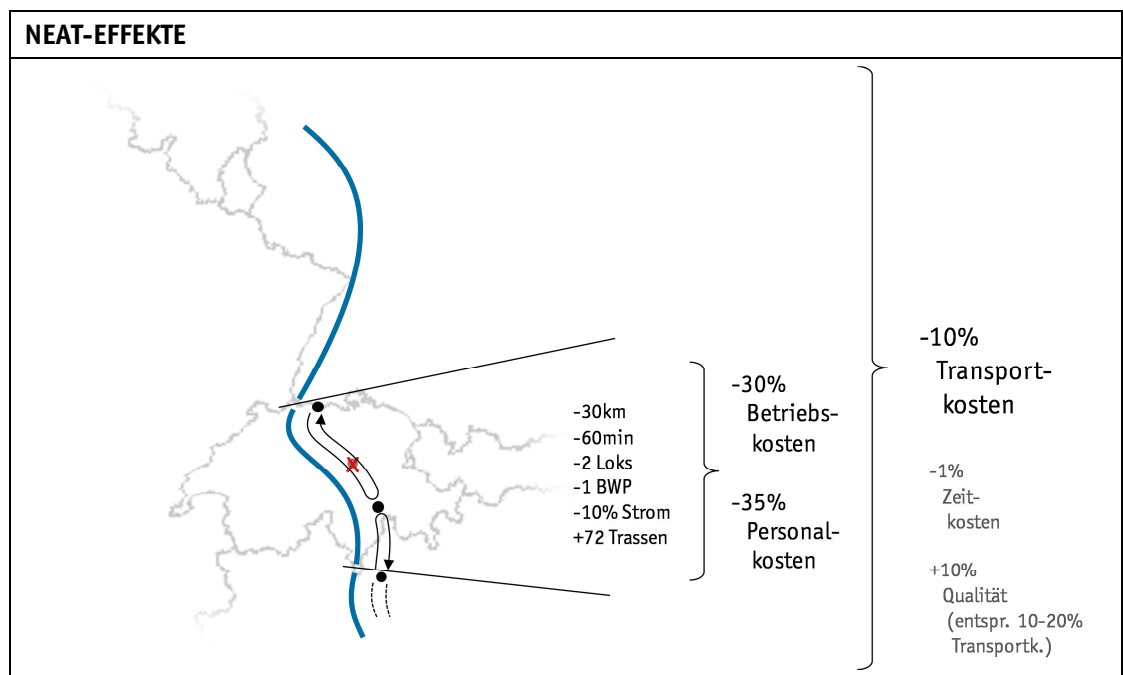 NEAT-EFFEKTE
-30km
-60min
-2 Loks
-1 BWP
-10% Strom
+72 Trassen
-30%
Betriebs-
kosten
-35%
Personal-
kosten
-10%
Transport-
kosten
-1%
Zeit-
kosten
+10%
Qualität
(entspr. 10-20%
Transportk.)